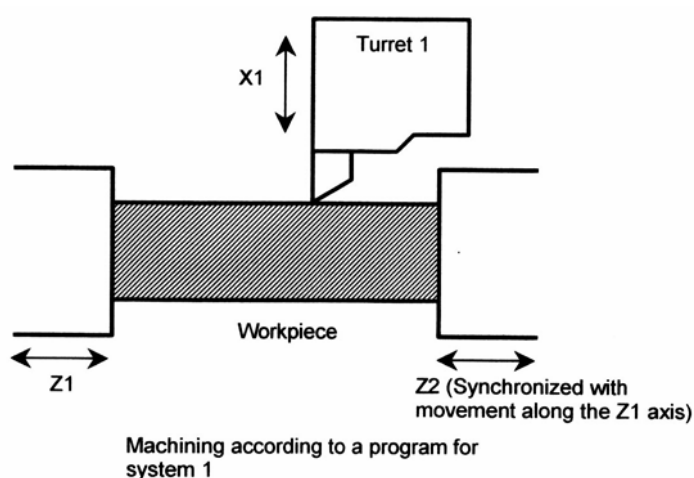 Turret 1
X1
Workpiece
Z1
Z2 (Synchronized with
movement along the Z1 axis)
Machining according to a program for
system 1